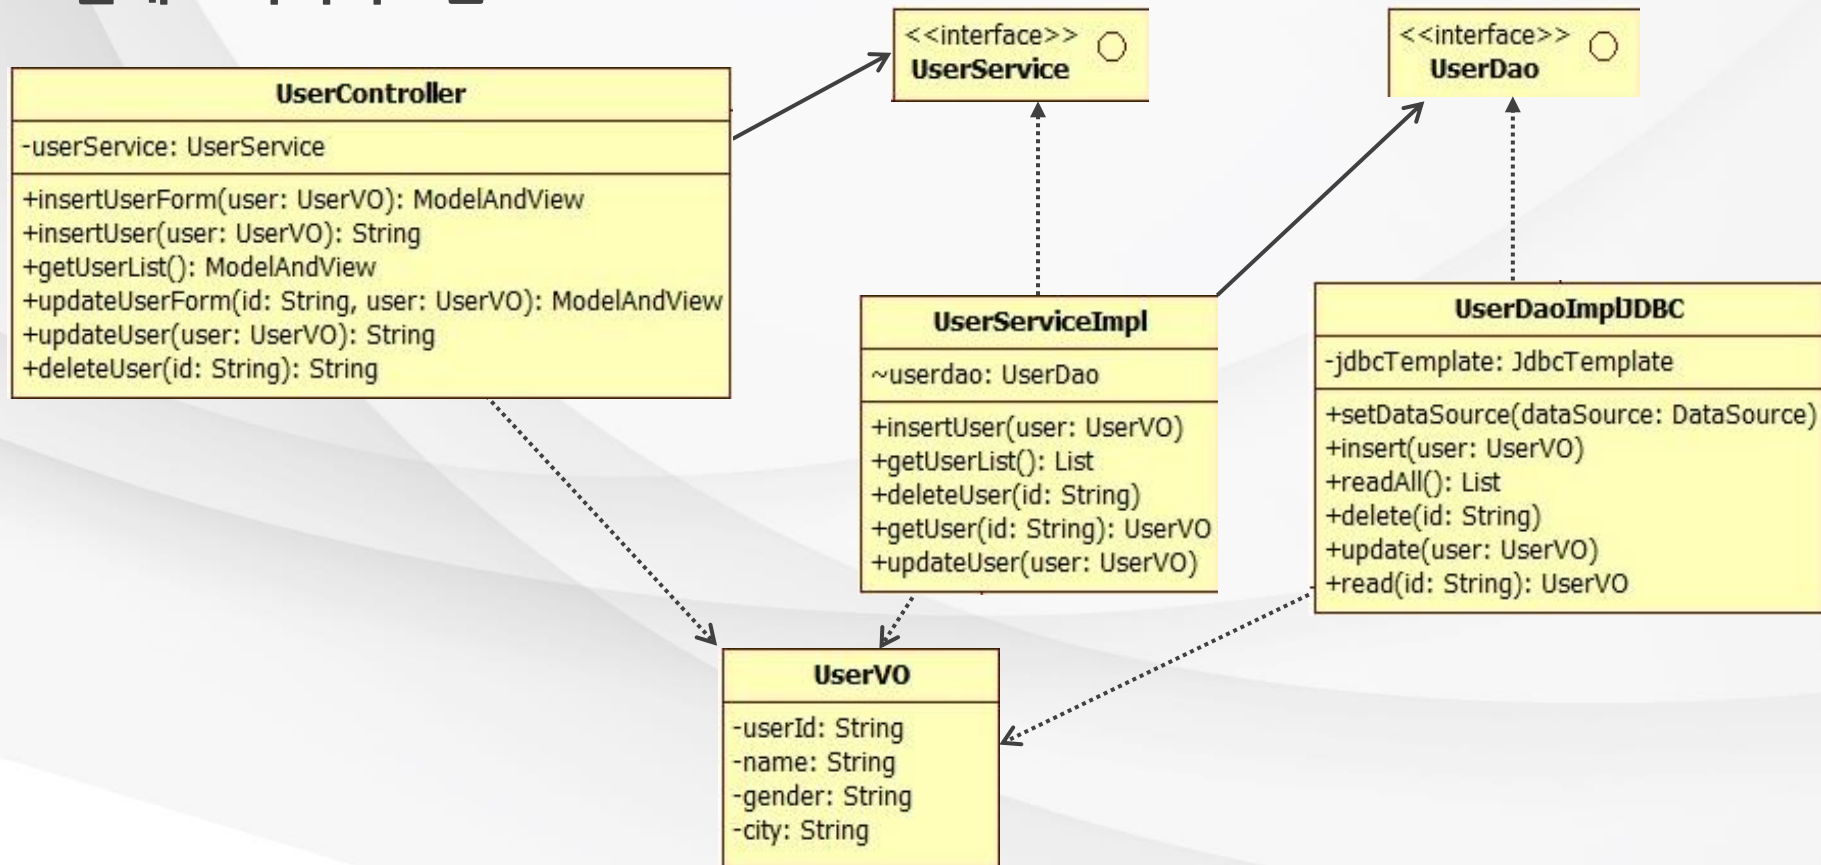 UserController
-userService: UserService
+insertUserForm(user: UserVO): ModelAndView
+insertUser(user: UserVO): String
+getUserList(): ModelAndView
+updateUserForm(id: String, user: UserVO): ModelAndView
+updateUser(user: UserVO): String
+deleteUser(id: String): String
<<interface>>
UserService
<<interface>>
UserDao
UserServiceImpl
~userdao: UserDao
+insertUser(user: UserVO)
+getUserList(): List
+deleteUser(id: String)
+getUser(id: String): UserVO
+updateUser(user: UserVO)
UserDaoImplJDBC
-jdbcTemplate: JdbcTemplate
+setDataSource(dataSource: DataSource)
+insert(user: UserVO)
+readAll(): List
+delete(id: String)
+update(user: UserVO)
+read(id: String): UserVO
UserVO
-userId: String
-name: String
-gender: String
-city: String